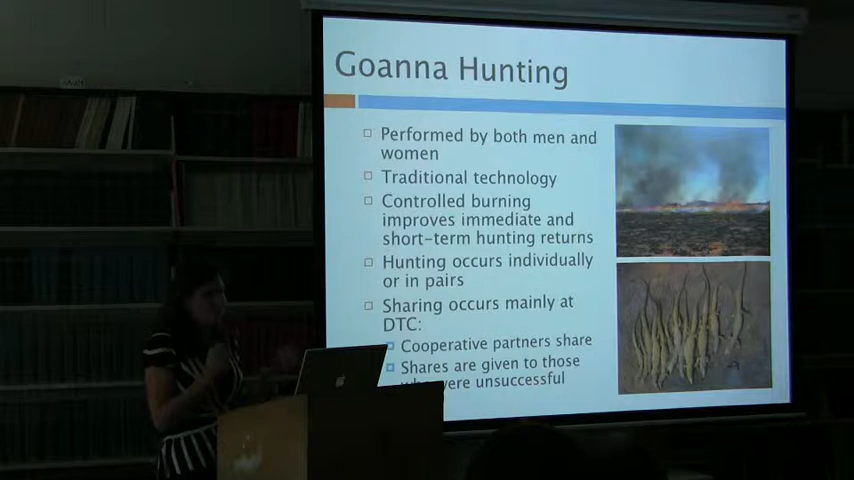 Goanna Hunting
Performed by both men and
women
Traditional technology
Controlled burning
improves immediate and
short-term hunting returns
Hunting occurs individually
or in pairs
Sharing occurs mainly at
DTC:
Cooperative partners share
Shares are given to those
were unsuccessful